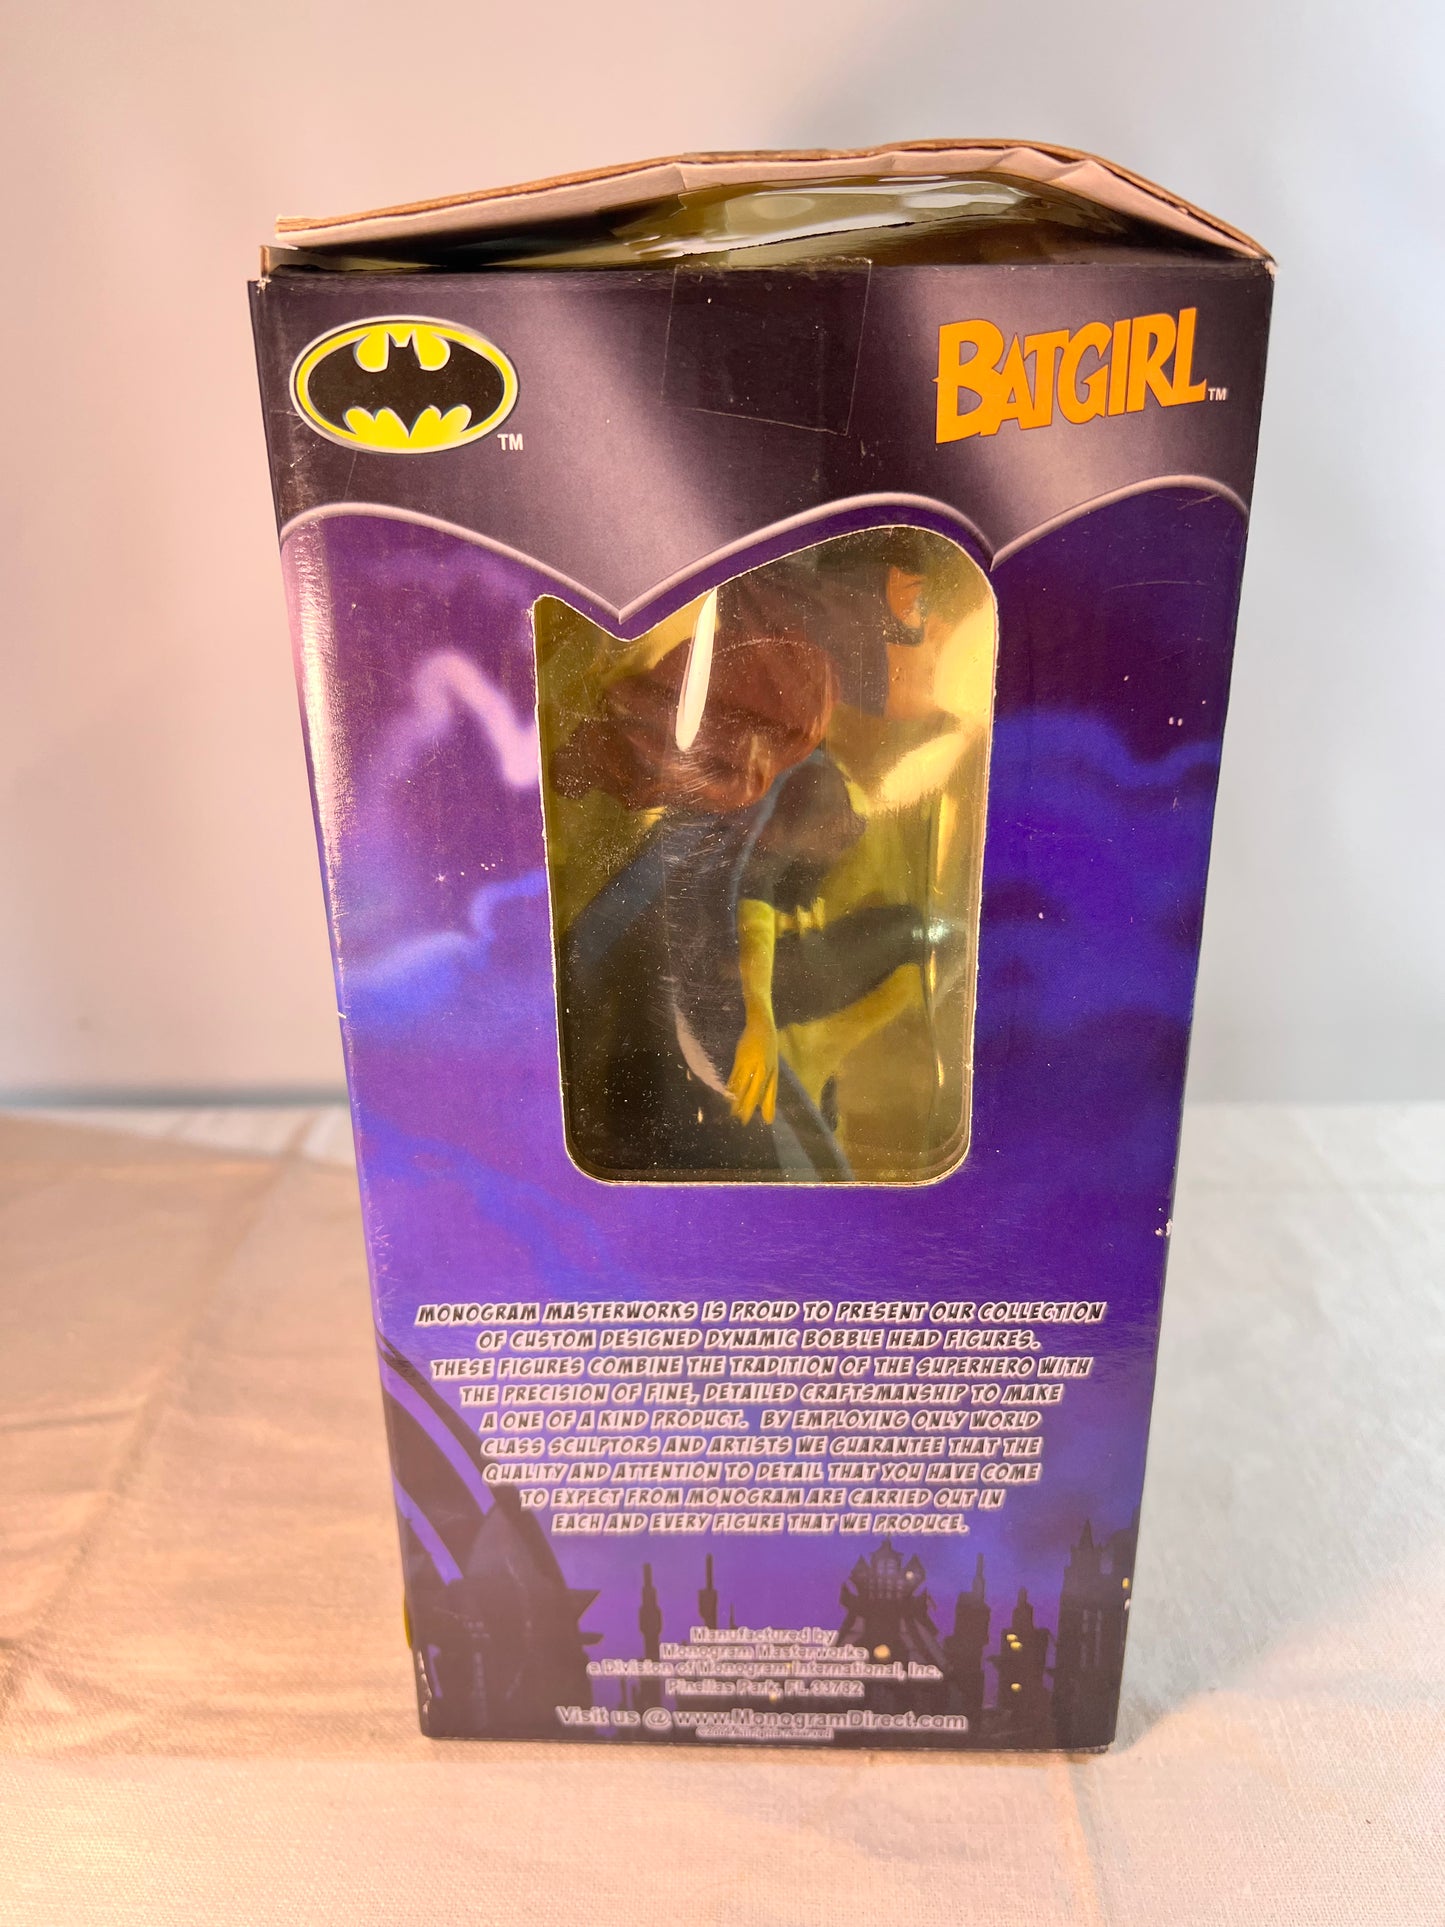 BATGIRL™
TM
MONOGRAM MASTERWORKS IS PROUD TO PRESENT OUR COLLECTION
OF CUSTOM DESIGNED DYNAMIC BOBBLE HEAD FIGURES.
THESE FIGURES COMBINE THE TRADITION OF THE SUPERHERO WITH
THE PRECISION OF FINE, DETAILED CRAFTSMANSHIP TO MAKE
A ONE OF A KIND PRODUCT. BY EMPLOYING ONLY WORLD
CLASS SCULPTORS AND ARTISTS WE GUARANTEE THAT THE
QUALITY AND ATTENTION TO DETAIL THAT YOU HAVE COME
TO EXPECT FROM MONOGRAM ARE CARRIED OUT IN
EACH AND EVERY FIGURE THAT WE PRODUCE.
Manufactured by
Monogram Masterworks
a Division of Monogram International, Inc.
Pinellas Park, FL 33782
Visit us @ www.MonogramDirect.com
All rights reserved